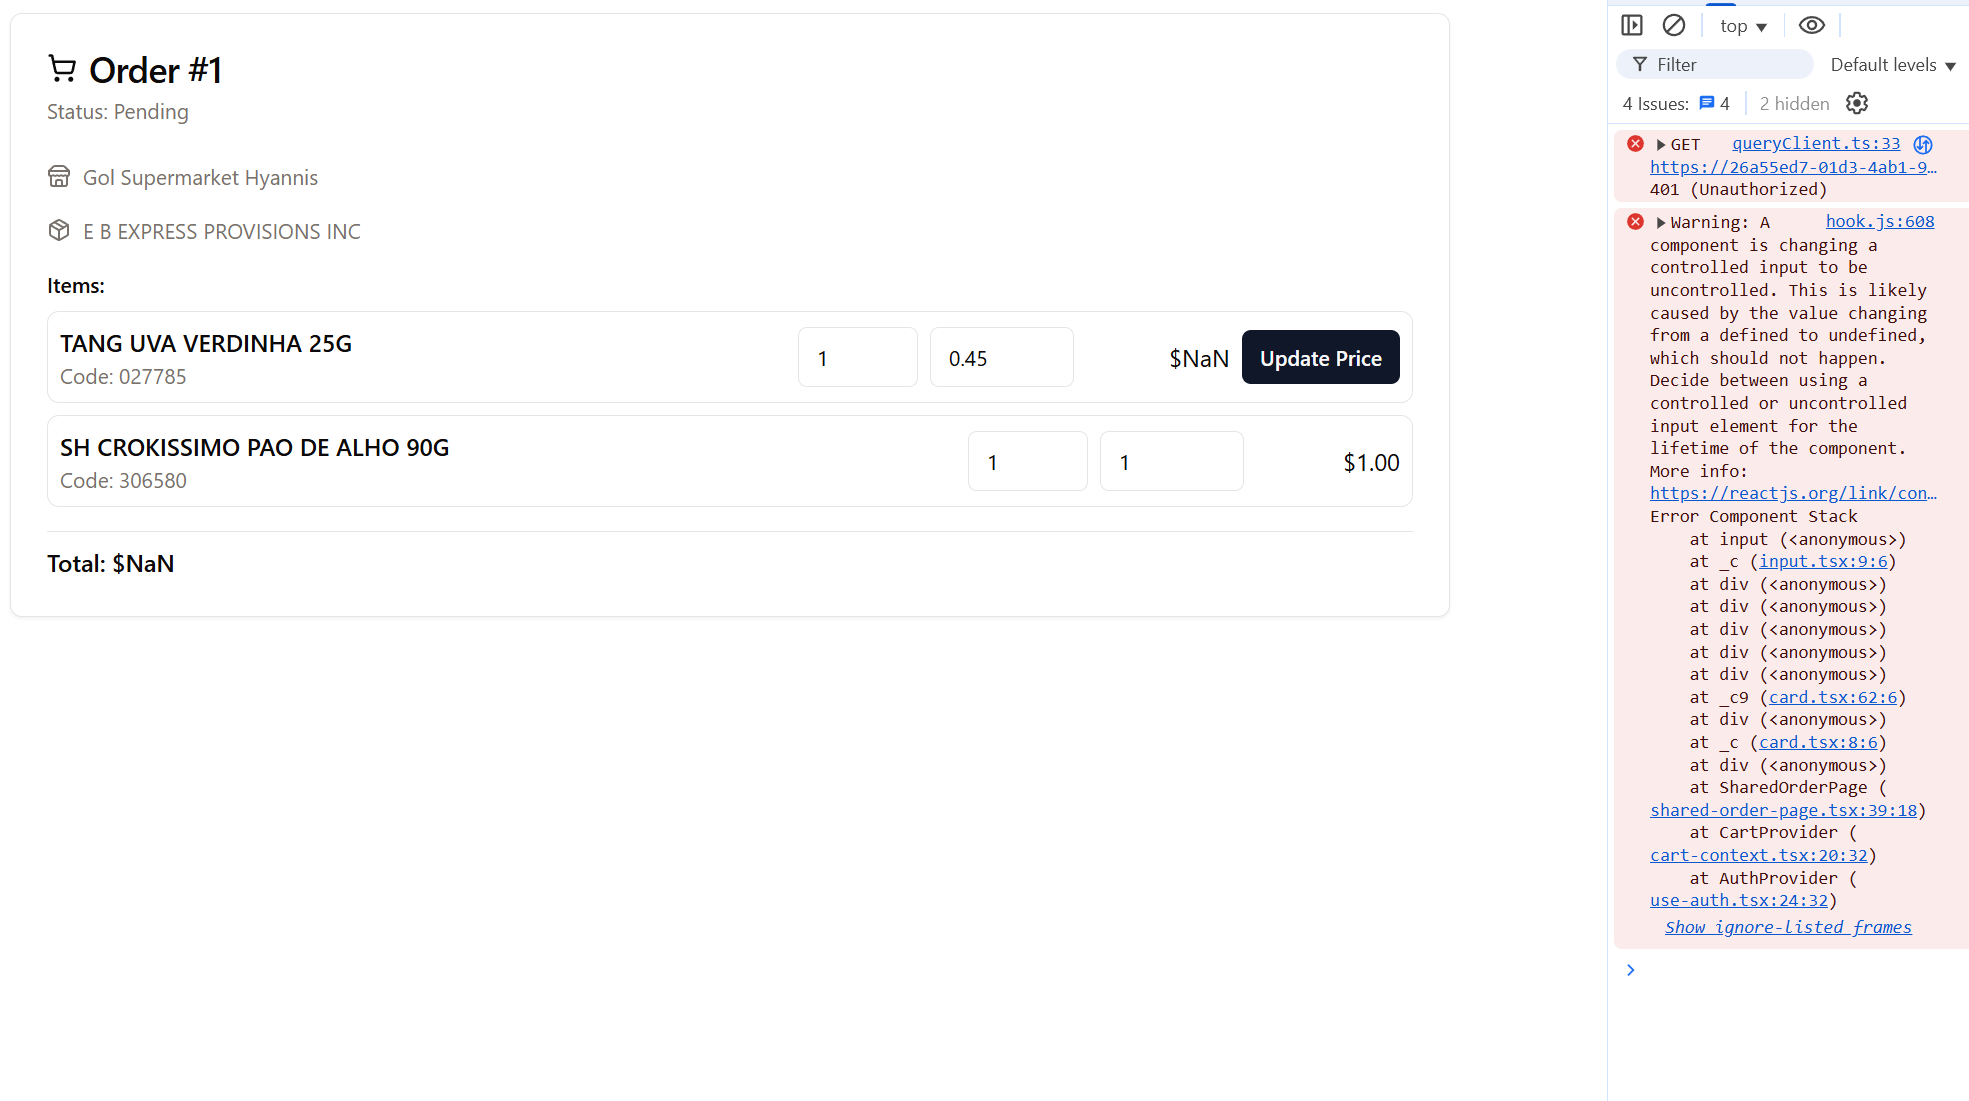 Order #1
Status: Pending
Gol Supermarket Hyannis
E B EXPRESS PROVISIONS INC
Items:
TANG UVA VERDINHA 25G
Code: 027785
1
0.45
$NaN
Update Price
SH CROKISSIMO PAO DE ALHO 90G
Code: 306580
1
1
$1.00
Total: $NaN
top
Filter
Default levels
4 Issues: 4
2 hidden
GET queryClient.ts:33
https://26a55ed7-01d3-4ab1-9…
401 (Unauthorized)
Warning: A hook.js:608
component is changing a
controlled input to be
uncontrolled. This is likely
caused by the value changing
from a defined to undefined,
which should not happen.
Decide between using a
controlled or uncontrolled
input element for the
lifetime of the component.
More info:
https://reactjs.org/link/con…
Error Component Stack
at input (<anonymous>)
at _c (input.tsx:9:6)
at div (<anonymous>)
at div (<anonymous>)
at div (<anonymous>)
at div (<anonymous>)
at div (<anonymous>)
at _c9 (card.tsx:62:6)
at div (<anonymous>)
at _c (card.tsx:8:6)
at div (<anonymous>)
at SharedOrderPage (
shared-order-page.tsx:39:18)
at CartProvider (
cart-context.tsx:20:32)
at AuthProvider (
use-auth.tsx:24:32)
Show ignore-listed frames